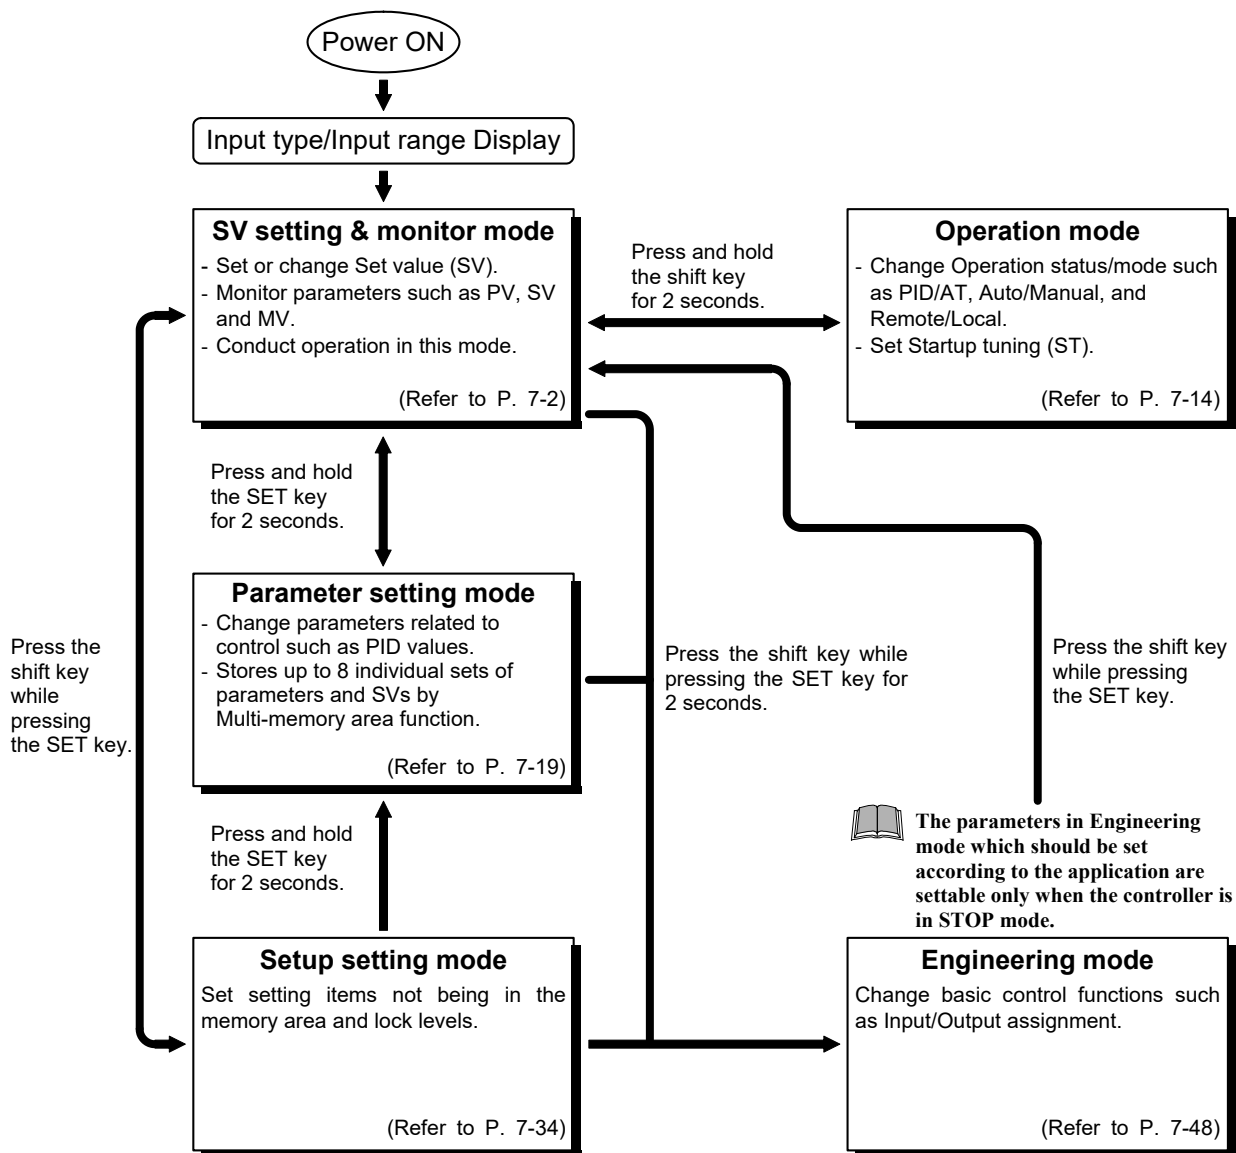 Power ON
Input type/Input range Display
SV setting & monitor mode
- Set or change Set value (SV).
- Monitor parameters such as PV, SV
and MV.
- Conduct operation in this mode.
(Refer to P. 7-2)
Press and hold
the shift key
for 2 seconds.
Operation mode
- Change Operation status/mode such
as PID/AT, Auto/Manual, and
Remote/Local.
- Set Startup tuning (ST).
(Refer to P. 7-14)
Press and hold
the SET key
for 2 seconds.
Parameter setting mode
- Change parameters related to
control such as PID values.
- Stores up to 8 individual sets of
parameters and SVs by
Multi-memory area function.
(Refer to P. 7-19)
Press the
shift key
while
pressing
the SET key.
Press the shift key while
pressing the SET key for
2 seconds.
Press the shift key
while pressing
the SET key.
Press and hold
the SET key
for 2 seconds.
The parameters in Engineering
mode which should be set
according to the application are
settable only when the controller is
in STOP mode.
Setup setting mode
Set setting items not being in the
memory area and lock levels.
(Refer to P. 7-34)
Engineering mode
Change basic control functions such
as Input/Output assignment.
(Refer to P. 7-48)